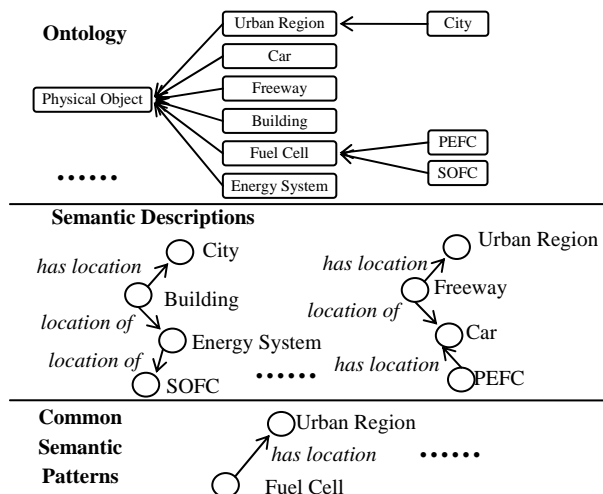 Ontology
Urban Region
City
Car
Physical Object
Freeway
Building
Fuel Cell
PEFC
SOFC
Energy System
......
Semantic Descriptions
City
has location
Building
location of
Energy System
location of
SOFC
......
Urban Region
has location
Freeway
location of
Car
has location
PEFC
Common
Semantic
Patterns
Urban Region
has location
......
Fuel Cell